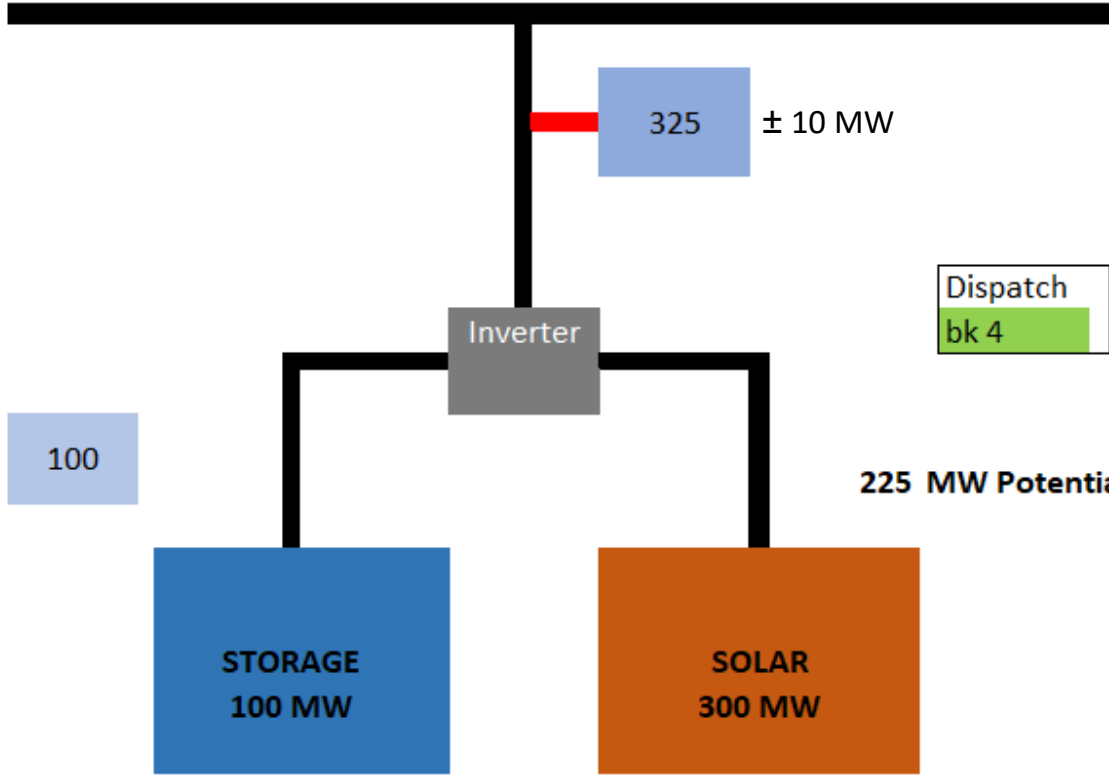 325
± 10 MW
Inverter
Dispatch
bk 4
100
225 MW Potentia
STORAGE
100 MW
SOLAR
300 MW